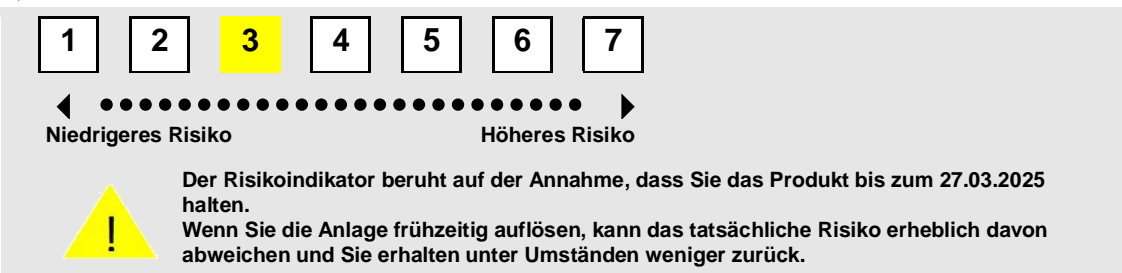 1 2 3 4 5 6 7
Niedrigeres Risiko Höheres Risiko
Der Risikoindikator beruht auf der Annahme, dass Sie das Produkt bis zum 27.03.2025
halten.
Wenn Sie die Anlage frühzeitig auflösen, kann das tatsächliche Risiko erheblich davon
abweichen und Sie erhalten unter Umständen weniger zurück.
!